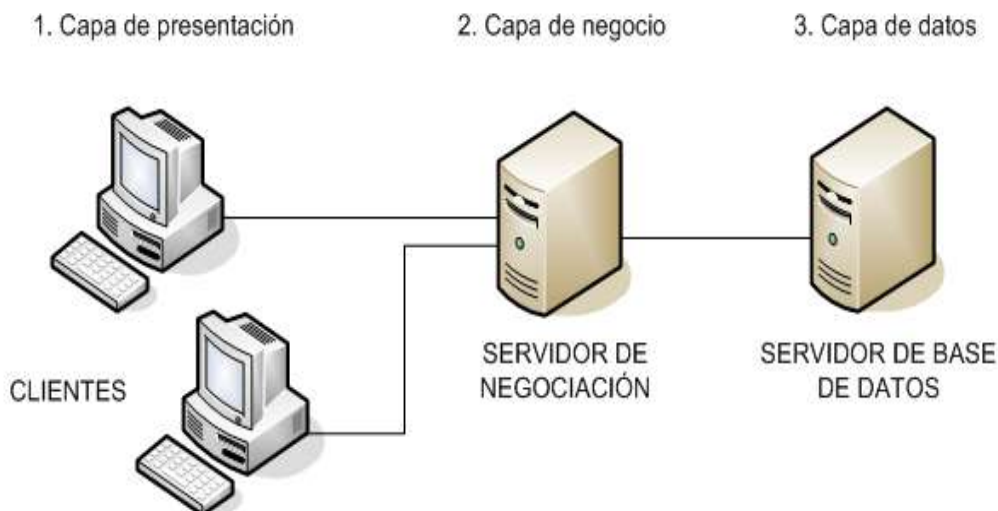 1. Capa de presentación
2. Capa de negocio
3. Capa de datos
CLIENTES
SERVIDOR DE
NEGOCIACIÓN
SERVIDOR DE BASE
DE DATOS